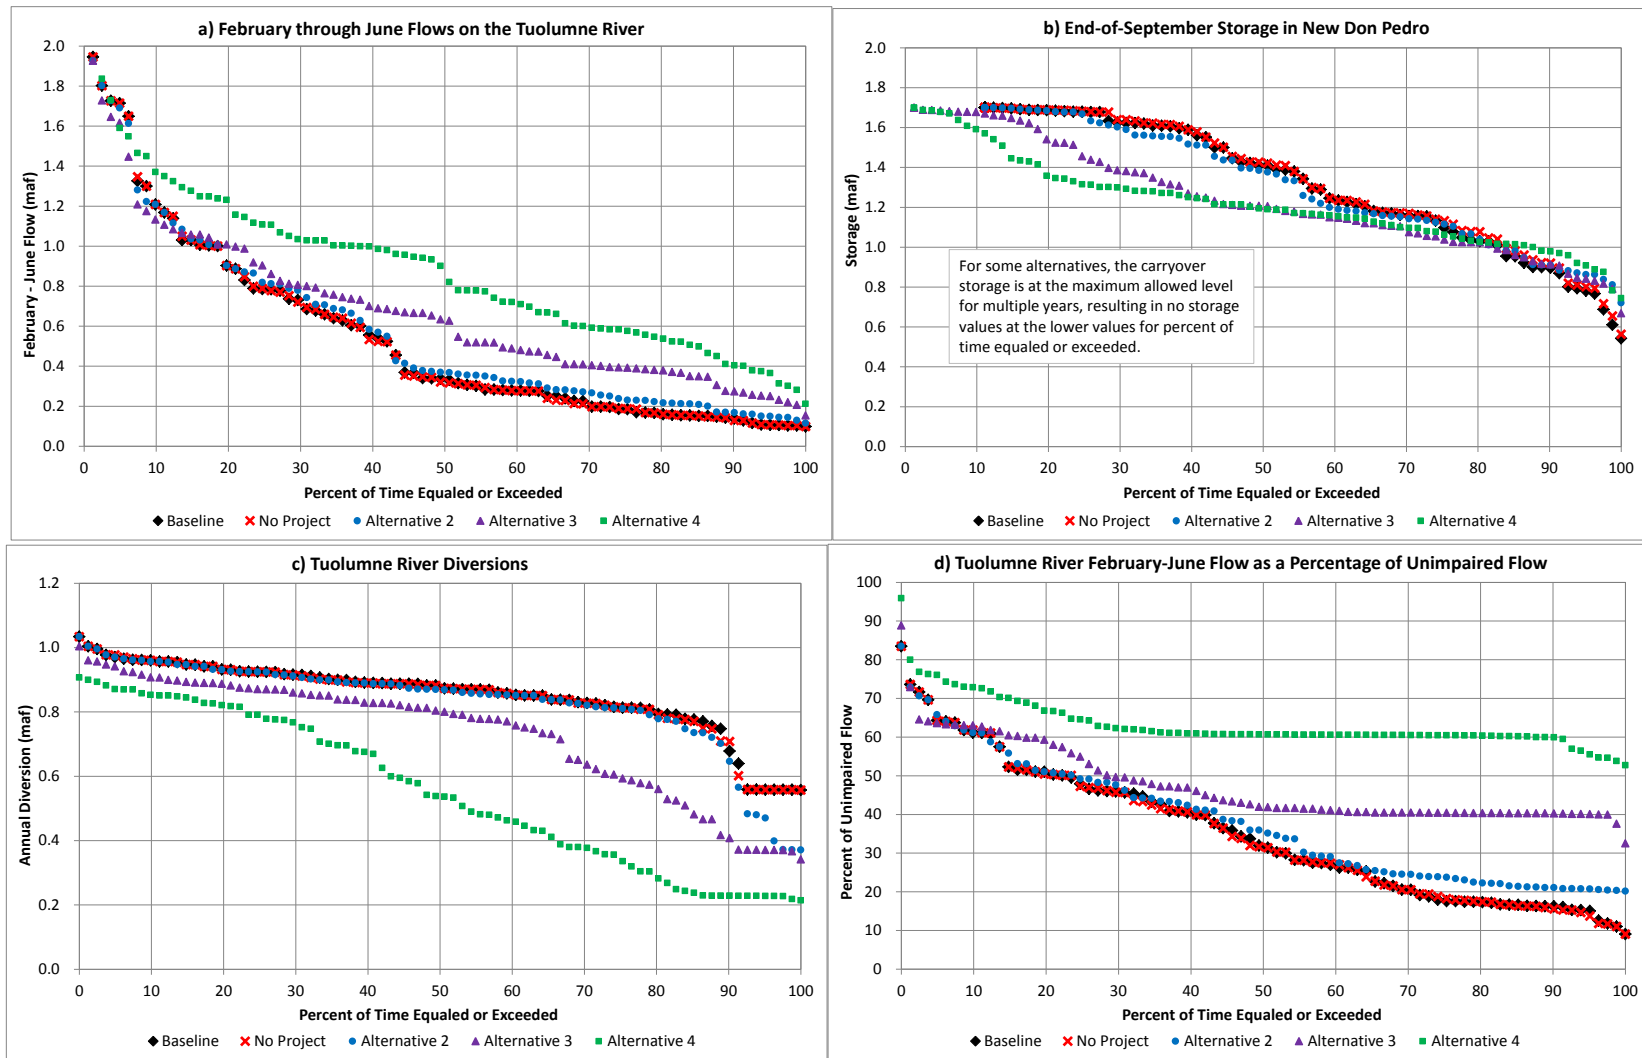 a) February through June Flows on the Tuolumne River
February - June Flow (maf)
2.0
1.8
1.6
1.4
1.2
1.0
0.8
0.6
0.4
0.2
0.0
0 10 20 30 40 50 60 70 80 90 100
Percent of Time Equaled or Exceeded
Baseline No Project Alternative 2 Alternative 3 Alternative 4
b) End-of-September Storage in New Don Pedro
Storage (maf)
2.0
1.8
1.6
1.4
1.2
1.0
0.8
0.6
0.4
0.2
0.0
For some alternatives, the carryover
storage is at the maximum allowed level
for multiple years, resulting in no storage
values at the lower values for percent of
time equaled or exceeded.
0 10 20 30 40 50 60 70 80 90 100
Percent of Time Equaled or Exceeded
Baseline No Project Alternative 2 Alternative 3 Alternative 4
c) Tuolumne River Diversions
Annual Diversion (maf)
1.2
1.0
0.8
0.6
0.4
0.2
0.0
0 10 20 30 40 50 60 70 80 90 100
Percent of Time Equaled or Exceeded
Baseline No Project Alternative 2 Alternative 3 Alternative 4
d) Tuolumne River February-June Flow as a Percentage of Unimpaired Flow
Percent of Unimpaired Flow
100
90
80
70
60
50
40
30
20
10
0
0 10 20 30 40 50 60 70 80 90 100
Percent of Time Equaled or Exceeded
Baseline No Project Alternative 2 Alternative 3 Alternative 4